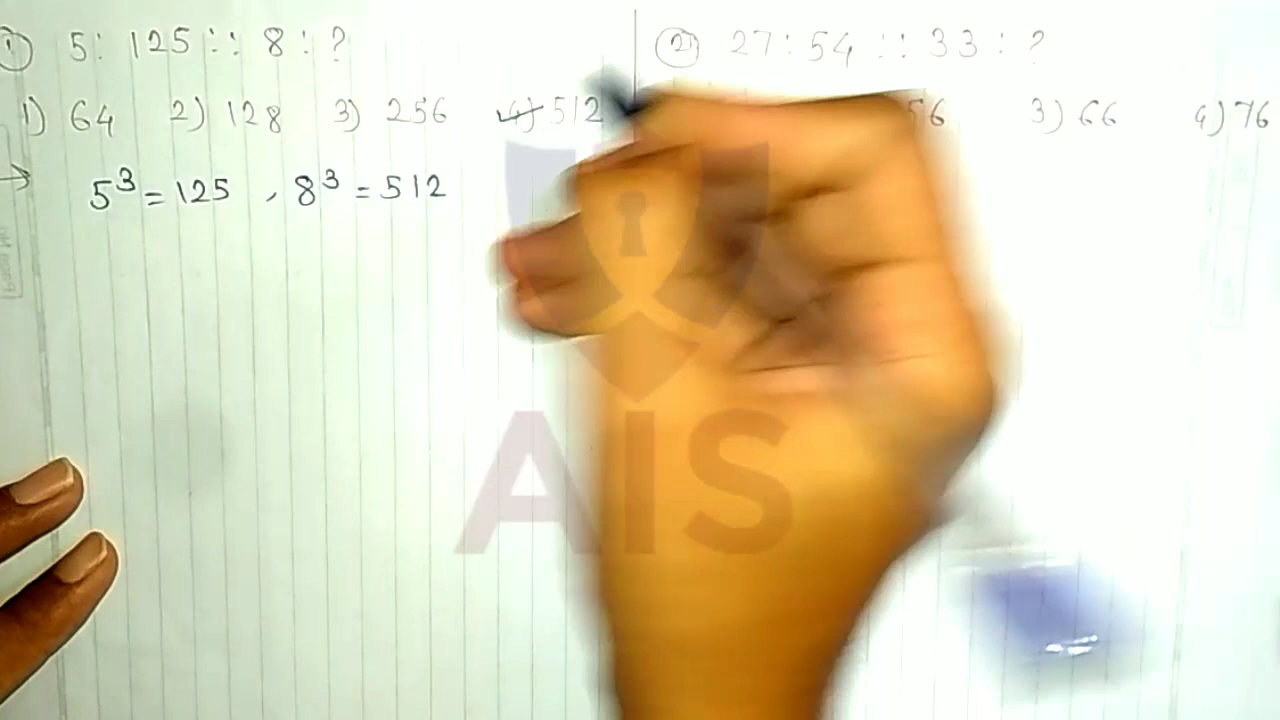 ① 5 : 125 :: 8 : ?
1) 64 2) 128 3) 256 4) 512
→ 5³ = 125 , 8³ = 512
② 27 : 54 :: 33 : ?
56 3) 66 4) 76
AIS